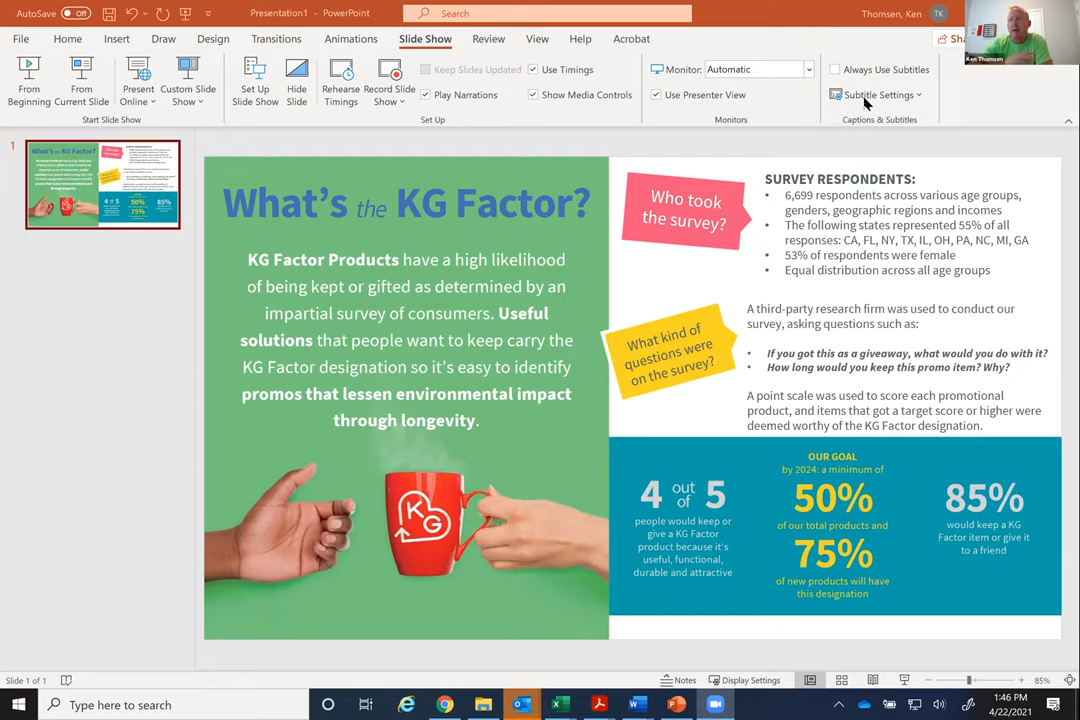 AutoSave Off
Presentation1 - PowerPoint
Search
Thomsen, Ken
TK
File Home Insert Draw Design Transitions Animations Slide Show Review View Help Acrobat
Sha
Ken Thomsen
From Beginning
From Current Slide
Present Online
Custom Slide Show
Start Slide Show
Set Up Slide Show
Hide Slide
Rehearse Timings
Record Slide Show
Keep Slides Updated
Use Timings
Play Narrations
Show Media Controls
Set Up
Monitor: Automatic
Use Presenter View
Monitors
Always Use Subtitles
Subtitle Settings
Captions & Subtitles
1
What's the KG Factor?
KG Factor Products have a high likelihood
of being kept or gifted as determined by an
impartial survey of consumers. Useful
solutions that people want to keep carry the
KG Factor designation so it's easy to identify
promos that lessen environmental impact
through longevity.
KG
Who took
the survey?
SURVEY RESPONDENTS:
• 6,699 respondents across various age groups,
genders, geographic regions and incomes
• The following states represented 55% of all
responses: CA, FL, NY, TX, IL, OH, PA, NC, MI, GA
• 53% of respondents were female
• Equal distribution across all age groups
What kind of
questions were
on the survey?
A third-party research firm was used to conduct our
survey, asking questions such as:
• If you got this as a giveaway, what would you do with it?
• How long would you keep this promo item? Why?
A point scale was used to score each promotional
product, and items that got a target score or higher were
deemed worthy of the KG Factor designation.
4 out of 5
people would keep or
give a KG Factor
product because it's
useful, functional,
durable and attractive
OUR GOAL
by 2024: a minimum of
50%
of our total products and
75%
of new products will have
this designation
85%
would keep a KG
Factor item or give it
to a friend
Slide 1 of 1
Notes
Display Settings
85%
Type here to search
1:46 PM
4/22/2021